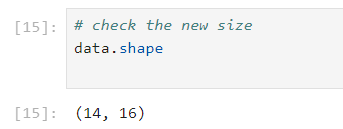 [15]: # check the new size
data.shape
[15]: (14, 16)